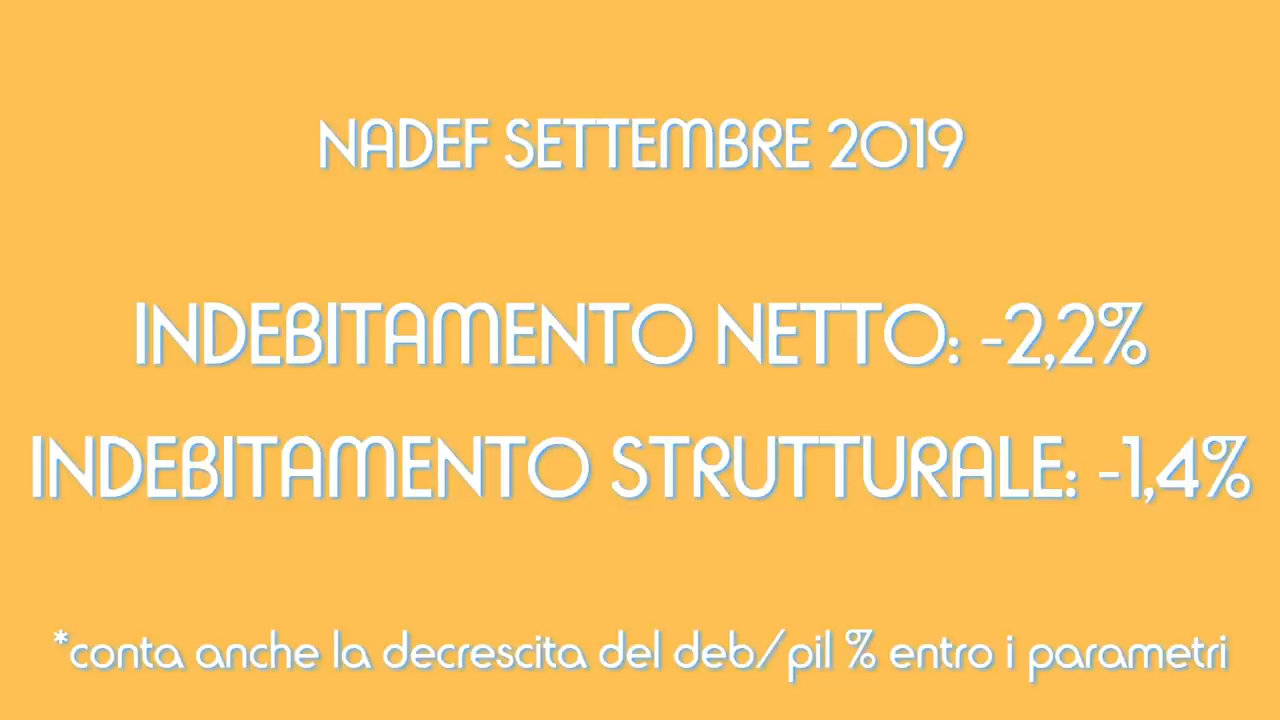 NADEF SETTEMBRE 2019
INDEBITAMENTO NETTO: -2,2%
INDEBITAMENTO STRUTTURALE: -1,4%
*conta anche la decrescita del deb/pil % entro i parametri